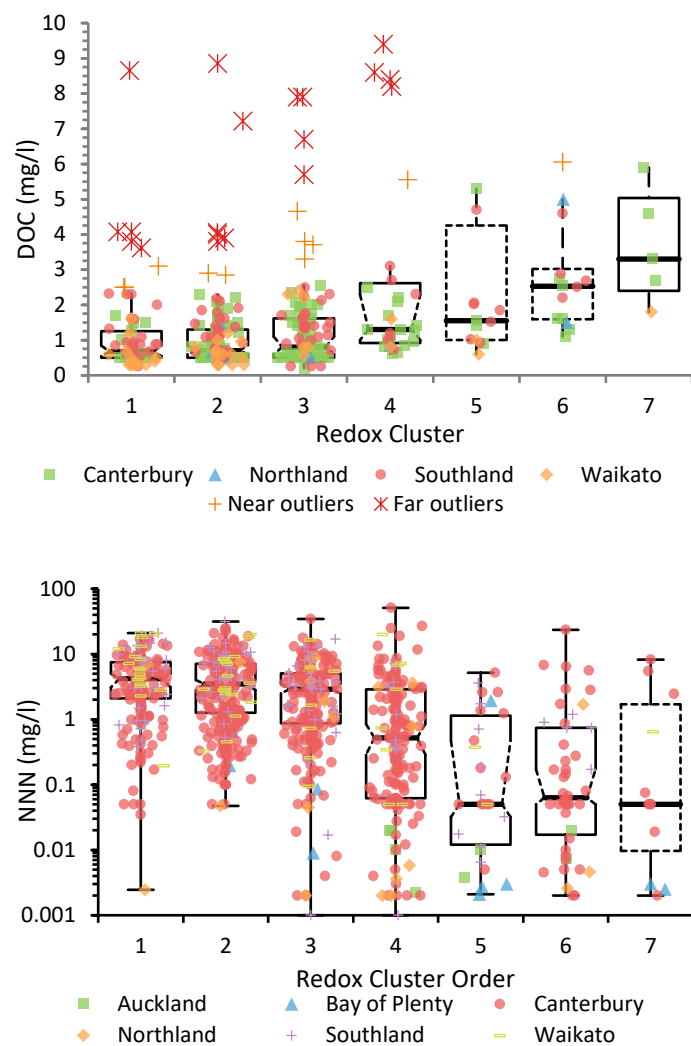 10
9
8
7
6
5
4
3
2
1
0
DOC (mg/l)
1 2 3 4 5 6 7
Redox Cluster
Canterbury Northland Southland Waikato
Near outliers Far outliers
100
10
1
0.1
0.01
0.001
NNN (mg/l)
1 2 3 4 5 6 7
Redox Cluster Order
Auckland Bay of Plenty Canterbury
Northland Southland Waikato